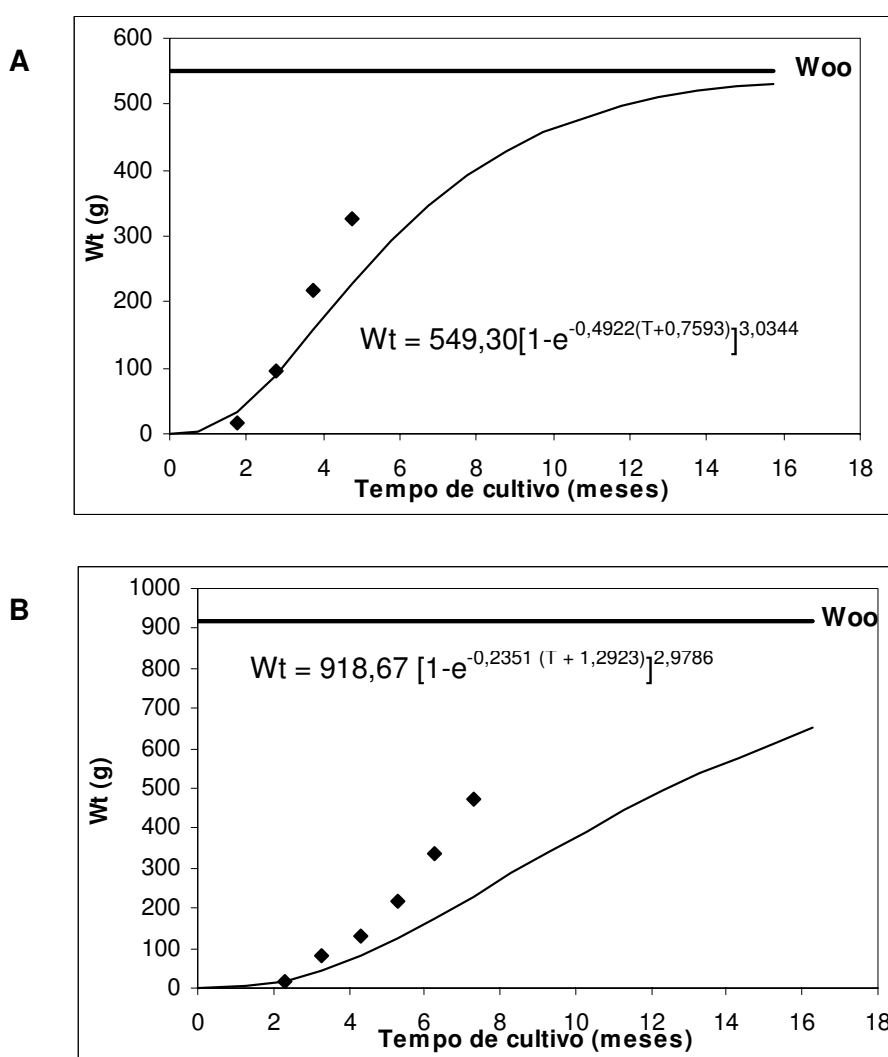 A
600
500
400
300
200
100
0
Wt (g)
Woo
Wt = 549,30[1-e^-0,4922(T+0,7593)]^3,0344
0 2 4 6 8 10 12 14 16 18
Tempo de cultivo (meses)
B
1000
900
800
700
600
500
400
300
200
100
0
Wt (g)
Woo
Wt = 918,67 [1-e^-0,2351 (T + 1,2923)]^2,9786
0 2 4 6 8 10 12 14 16 18
Tempo de cultivo (meses)